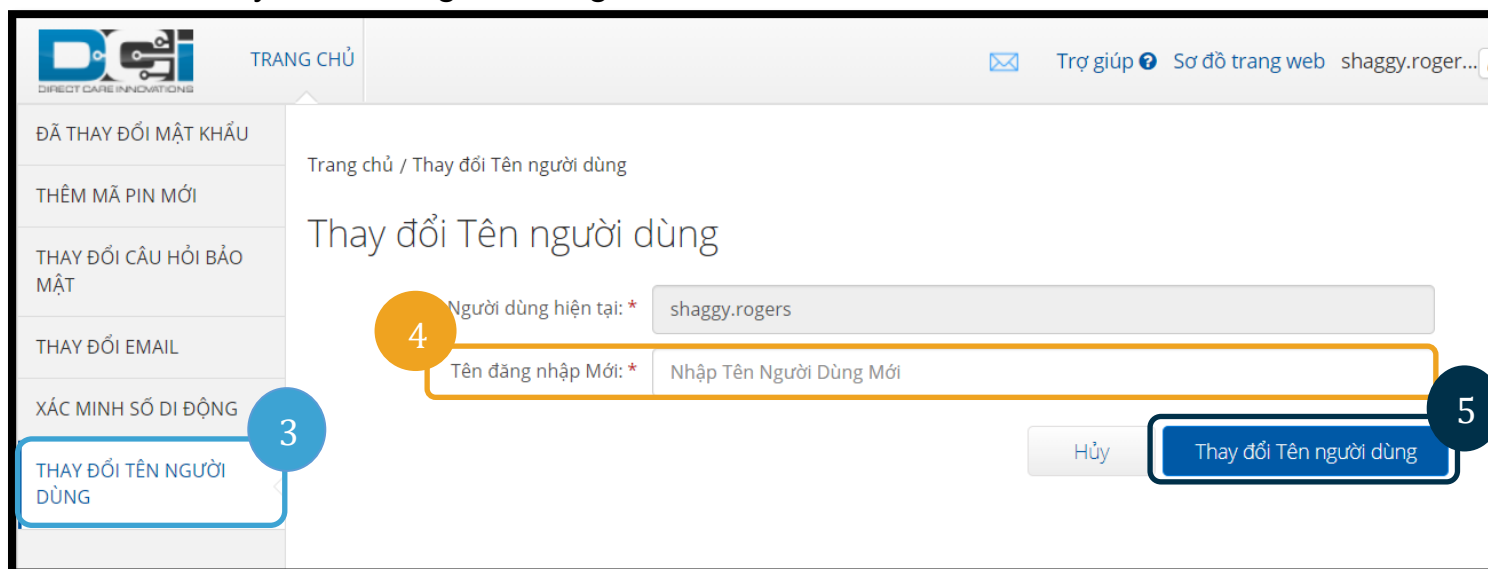 DCI
DIRECT CARE INNOVATIONS
TRANG CHỦ
Trợ giúp ? Sơ đồ trang web shaggy.roger...
ĐÃ THAY ĐỔI MẬT KHẨU
THÊM MÃ PIN MỚI
THAY ĐỔI CÂU HỎI BẢO
MẬT
THAY ĐỔI EMAIL
XÁC MINH SỐ DI ĐỘNG
3
THAY ĐỔI TÊN NGƯỜI
DÙNG
Trang chủ / Thay đổi Tên người dùng
Thay đổi Tên người dùng
Người dùng hiện tại: * shaggy.rogers
4
Tên đăng nhập Mới: * Nhập Tên Người Dùng Mới
5
Hủy Thay đổi Tên người dùng